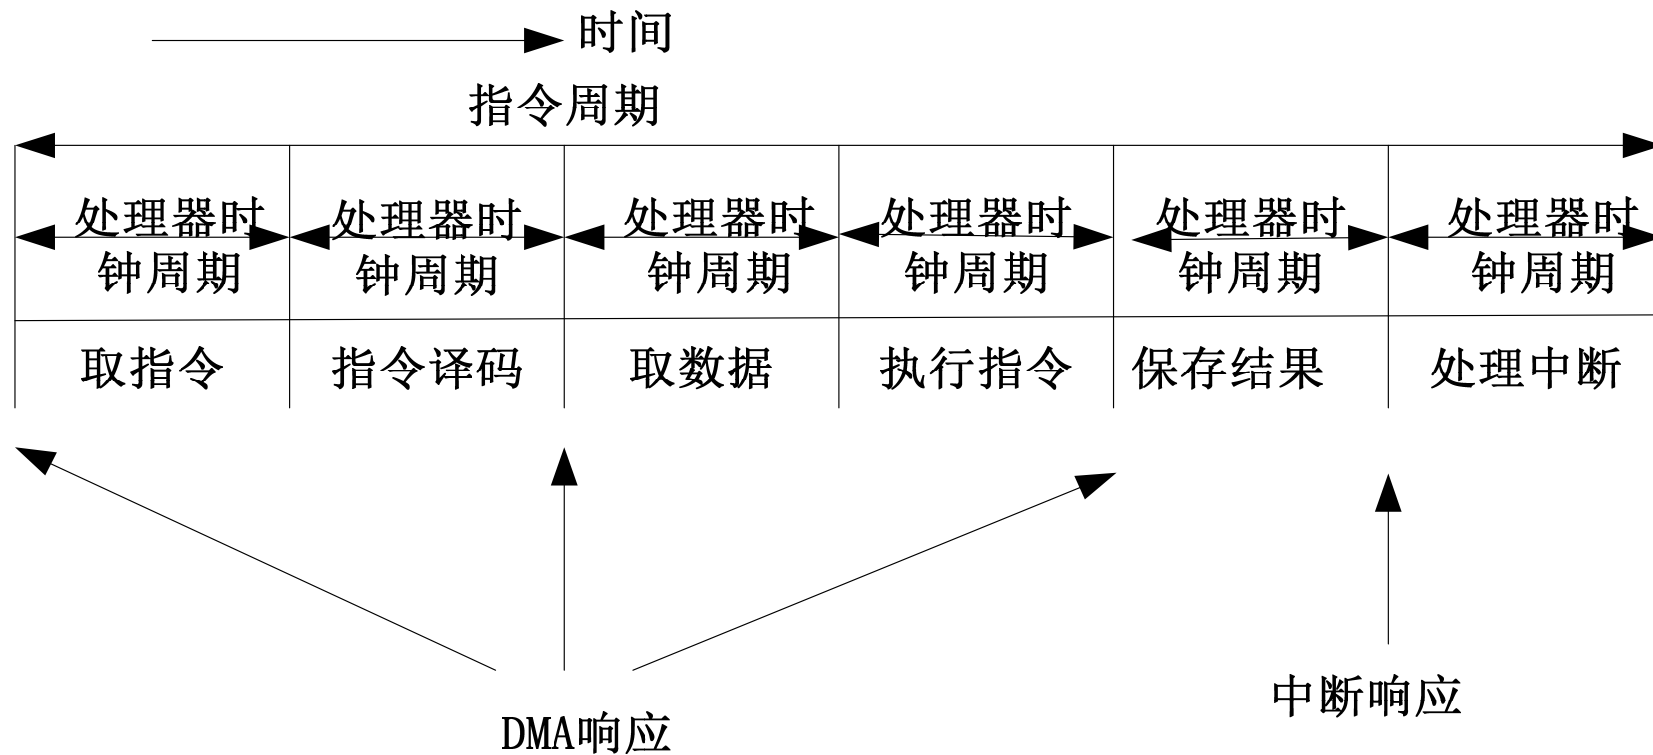 时间
指令周期
处理器时 处理器时 处理器时 处理器时 处理器时 处理器时
钟周期 钟周期 钟周期 钟周期 钟周期 钟周期
取指令 指令译码 取数据 执行指令 保存结果 处理中断
中断响应
DMA响应